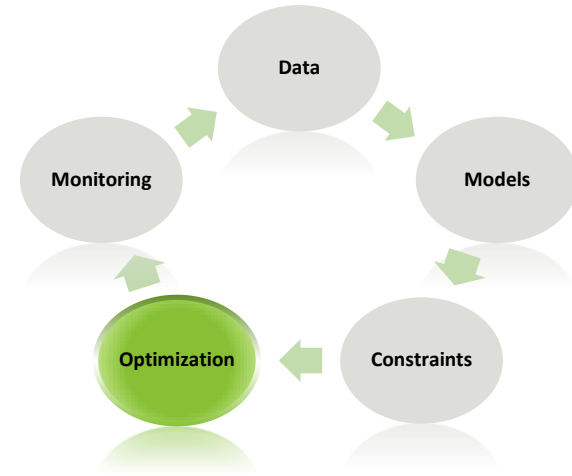 Data
Monitoring
Models
Optimization
Constraints